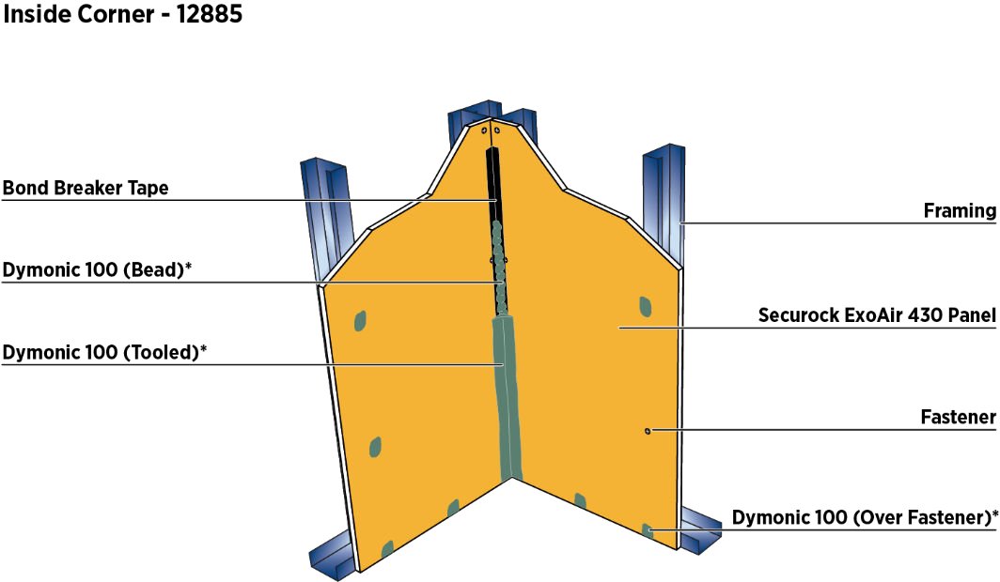 Inside Corner - 12885
Bond Breaker Tape
Framing
Dymonic 100 (Bead)*
Securock ExoAir 430 Panel
Dymonic 100 (Tooled)*
Fastener
Dymonic 100 (Over Fastener)*